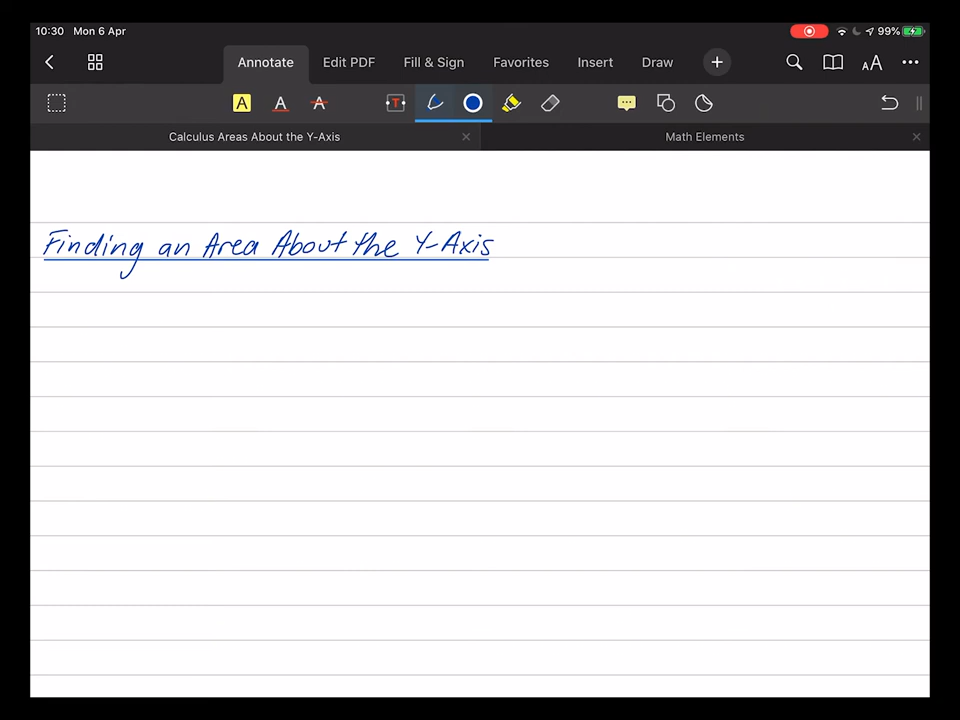 10:30 Mon 6 Apr 99%
Annotate Edit PDF Fill & Sign Favorites Insert Draw
Calculus Areas About the Y-Axis Math Elements
Finding an Area About the Y-Axis